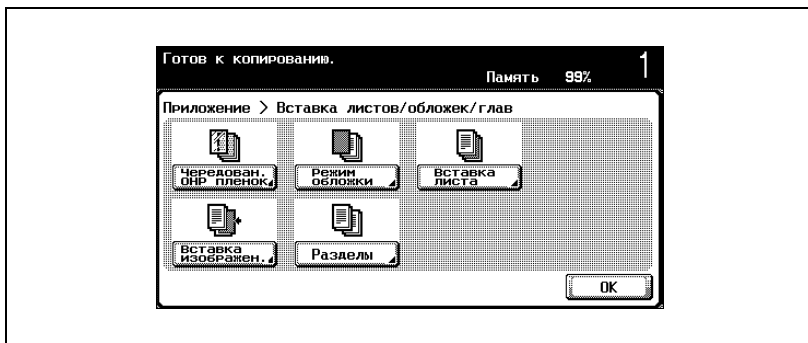 Готов к копированию.
Память 99%
1
Приложение > Вставка листов/обложек/глав
Чередован.
OHP пленок
Режим
обложки
Вставка
листа
Вставка
изображен.
Разделы
OK